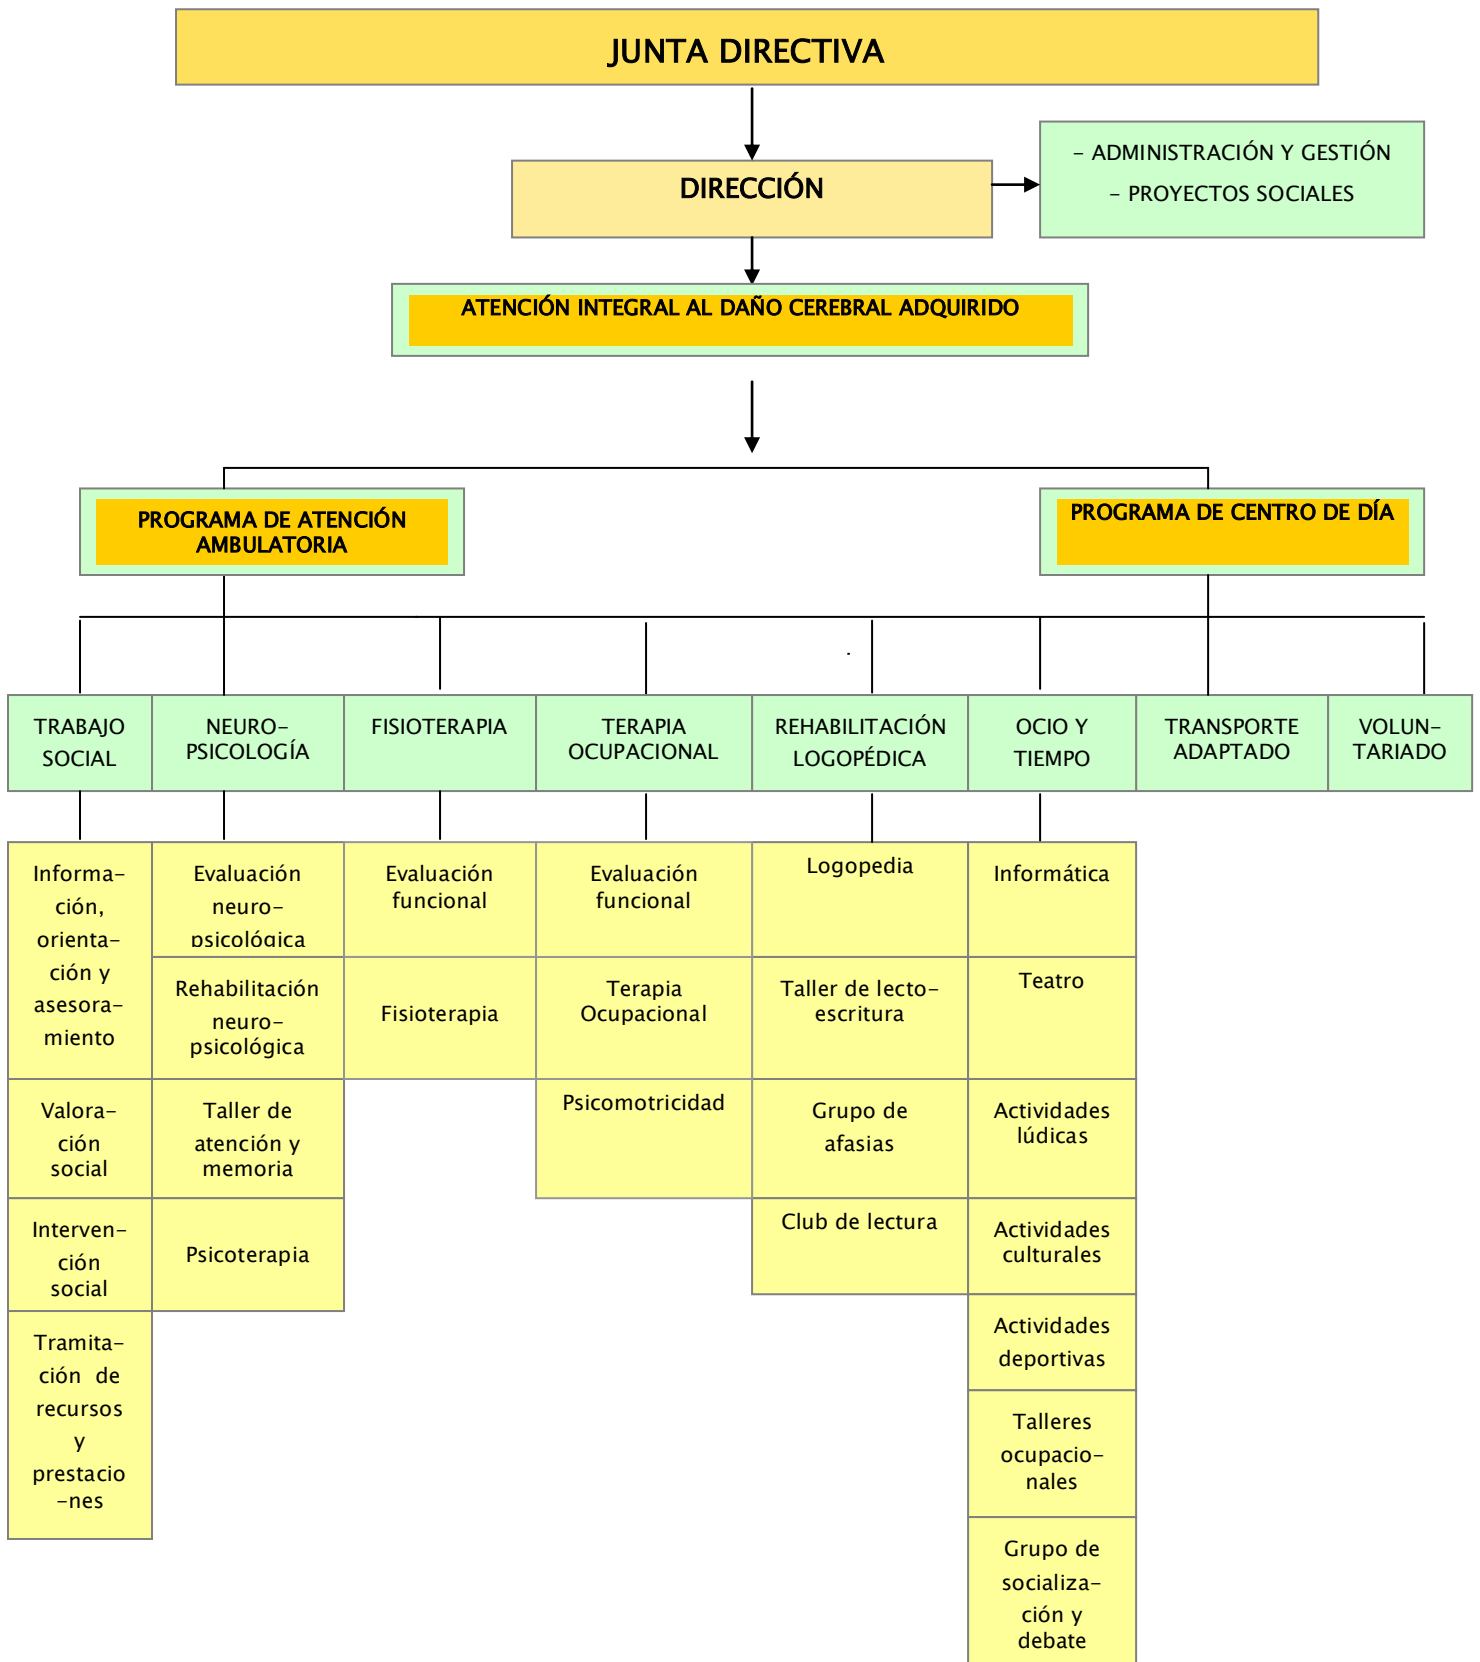 JUNTA DIRECTIVA
– ADMINISTRACIÓN Y GESTIÓN
– PROYECTOS SOCIALES
DIRECCIÓN
ATENCIÓN INTEGRAL AL DAÑO CEREBRAL ADQUIRIDO
PROGRAMA DE ATENCIÓN
AMBULATORIA
PROGRAMA DE CENTRO DE DÍA
TRABAJO
SOCIAL
NEURO–
PSICOLOGÍA
FISIOTERAPIA
TERAPIA
OCUPACIONAL
REHABILITACIÓN
LOGOPÉDICA
OCIO Y
TIEMPO
TRANSPORTE
ADAPTADO
VOLUN–
TARIADO
Informa–
ción,
orienta–
ción y
asesora–
miento
Valora–
ción
social
Interven–
ción
social
Tramita–
ción de
recursos
y
prestacio
–nes
Evaluación
neuro–
psicológica
Rehabilitación
neuro–
psicológica
Taller de
atención y
memoria
Psicoterapia
Evaluación
funcional
Fisioterapia
Evaluación
funcional
Terapia
Ocupacional
Psicomotricidad
Logopedia
Taller de lecto–
escritura
Grupo de
afasias
Club de lectura
Informática
Teatro
Actividades
lúdicas
Actividades
culturales
Actividades
deportivas
Talleres
ocupacio–
nales
Grupo de
socializa–
ción y
debate